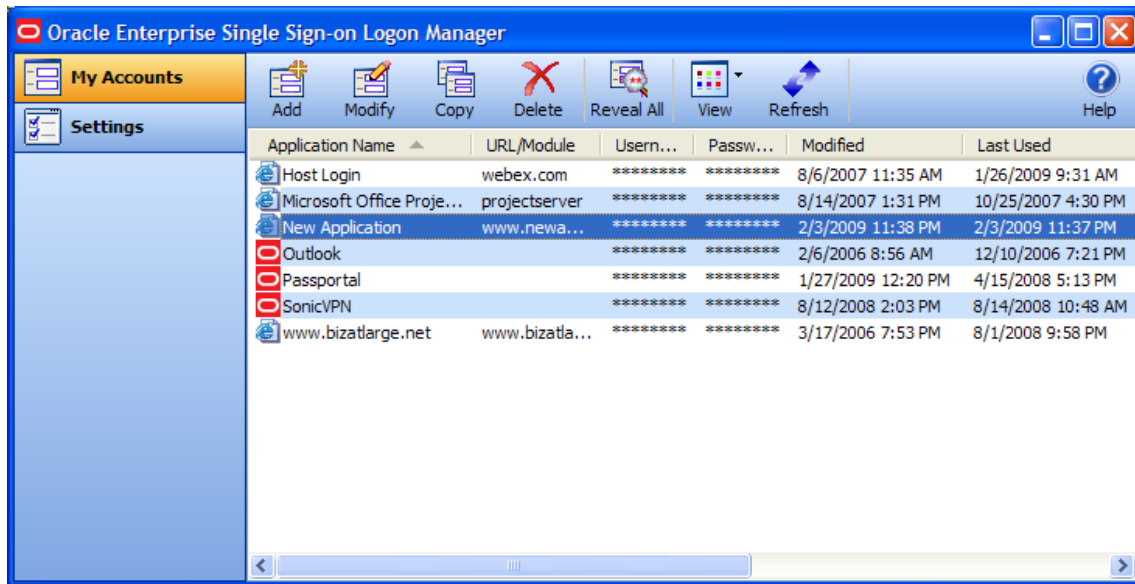 Oracle Enterprise Single Sign-on Logon Manager
My Accounts
Settings
Add Modify Copy Delete Reveal All View Refresh Help
Application Name URL/Module Usern... Passw... Modified Last Used
Host Login webex.com ******** ******** 8/6/2007 11:35 AM 1/26/2009 9:31 AM
Microsoft Office Proje... projectserver ******** ******** 8/14/2007 1:31 PM 10/25/2007 4:30 PM
New Application www.newa... ******** ******** 2/3/2009 11:38 PM 2/3/2009 11:37 PM
Outlook ******** ******** 2/6/2006 8:56 AM 12/10/2006 7:21 PM
Passportal ******** ******** 1/27/2009 12:20 PM 4/15/2008 5:13 PM
SonicVPN ******** ******** 8/12/2008 2:03 PM 8/14/2008 10:48 AM
www.bizatlarge.net www.bizatla... ******** ******** 3/17/2006 7:53 PM 8/1/2008 9:58 PM